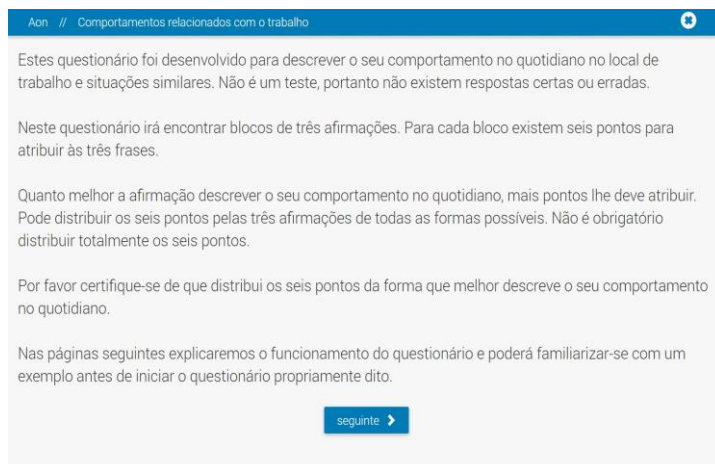 Aon // Comportamentos relacionados com o trabalho
Estes questionário foi desenvolvido para descrever o seu comportamento no quotidiano no local de
trabalho e situações similares. Não é um teste, portanto não existem respostas certas ou erradas.
Neste questionário irá encontrar blocos de três afirmações. Para cada bloco existem seis pontos para
atribuir às três frases.
Quanto melhor a afirmação descrever o seu comportamento no quotidiano, mais pontos lhe deve atribuir.
Pode distribuir os seis pontos pelas três afirmações de todas as formas possíveis. Não é obrigatório
distribuir totalmente os seis pontos.
Por favor certifique-se de que distribui os seis pontos da forma que melhor descreve o seu comportamento
no quotidiano.
Nas páginas seguintes explicaremos o funcionamento do questionário e poderá familiarizar-se com um
exemplo antes de iniciar o questionário propriamente dito.
seguinte